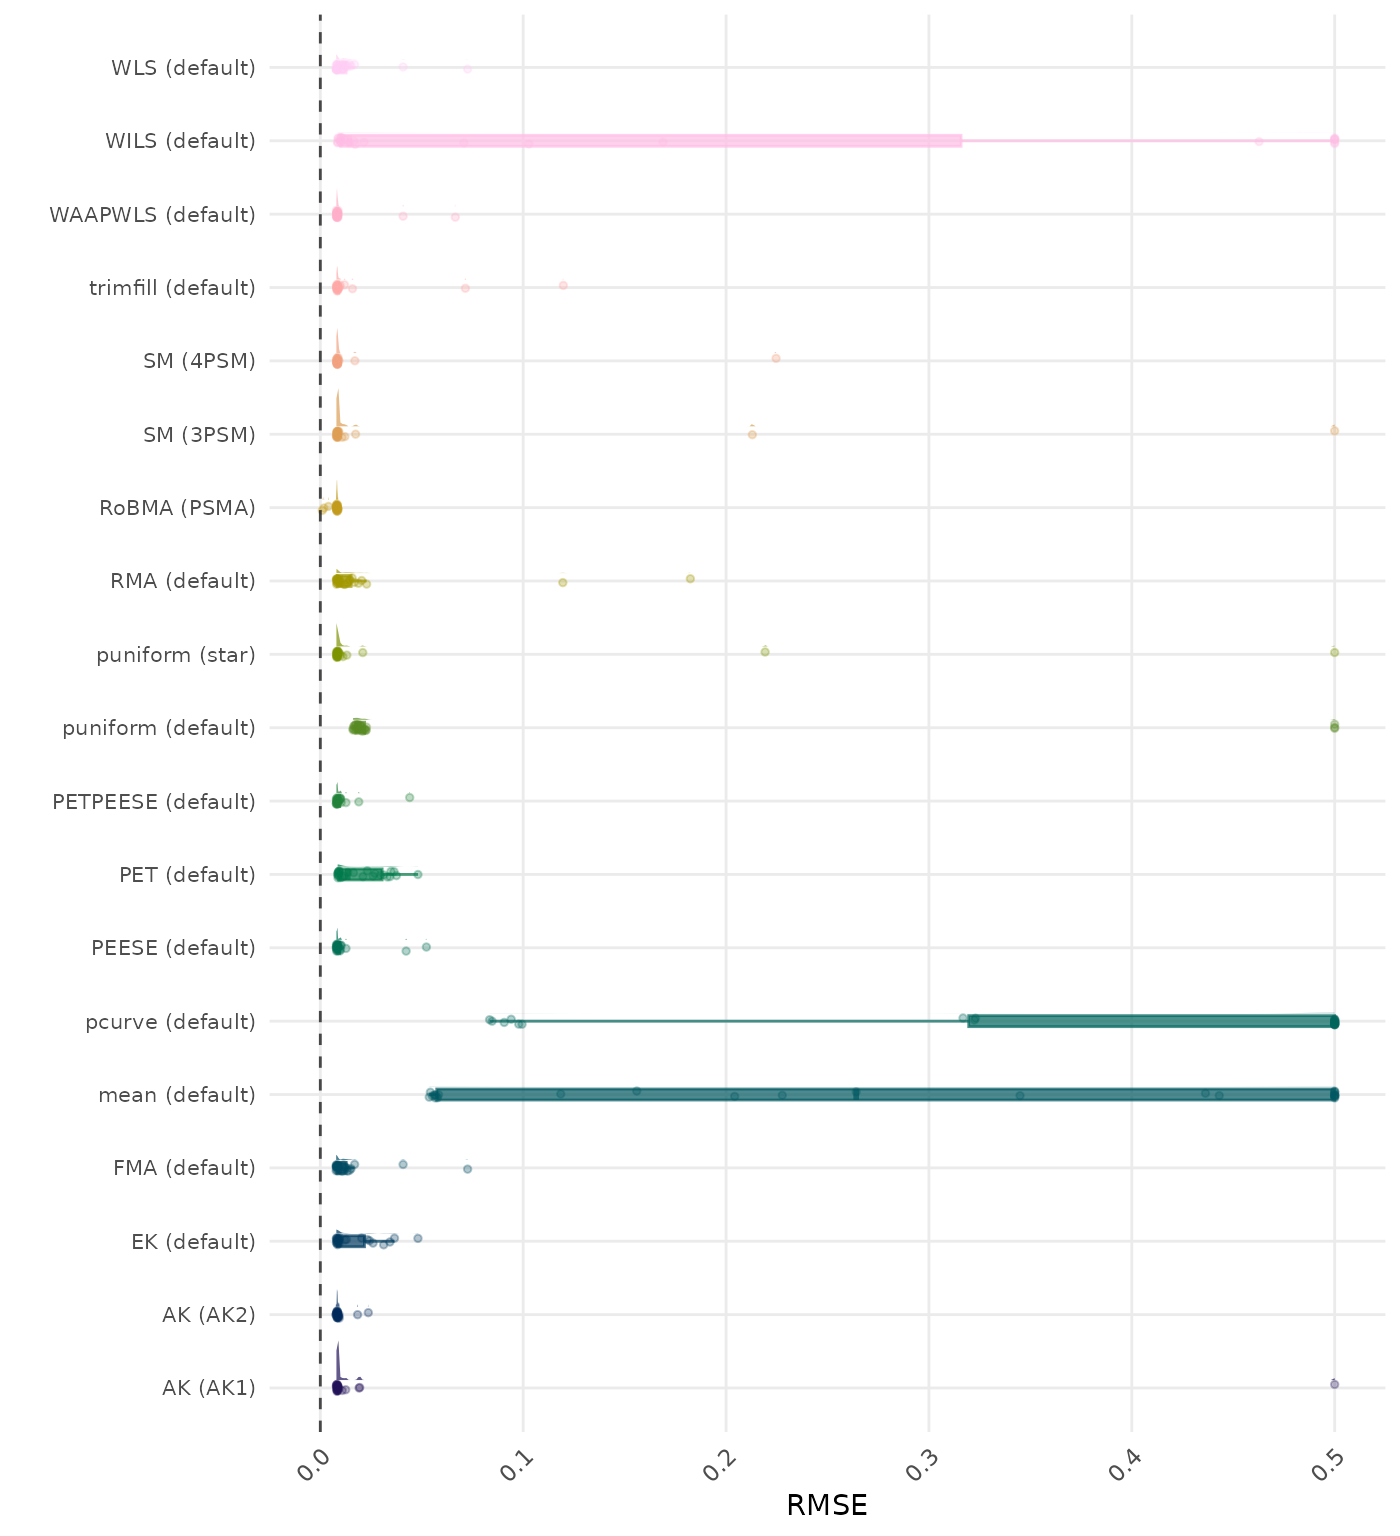 WLS (default)
WILS (default)
WAAPWLS (default)
trimfill (default)
SM (4PSM)
SM (3PSM)
RoBMA (PSMA)
RMA (default)
puniform (star)
puniform (default)
PETPEESE (default)
PET (default)
PEESE (default)
pcurve (default)
mean (default)
FMA (default)
EK (default)
AK (AK2)
AK (AK1)
0.0 0.1 0.2 0.3 0.4 0.5
RMSE